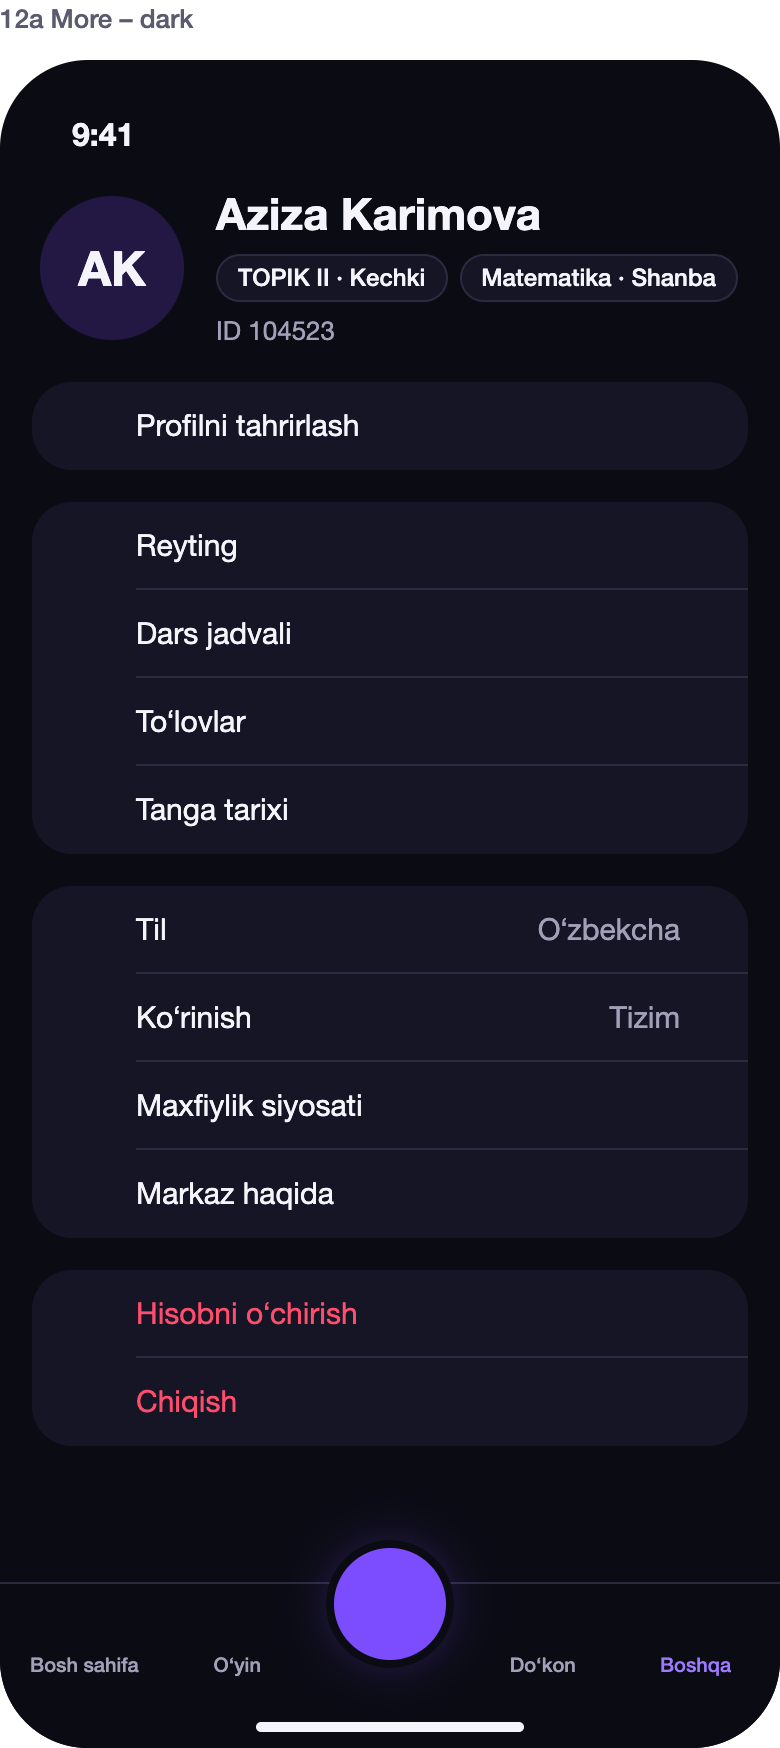 12a More – dark
9:41
AK
Aziza Karimova
TOPIK II · Kechki
Matematika · Shanba
ID 104523
Profilni tahrirlash
Reyting
Dars jadvali
To‘lovlar
Tanga tarixi
Til O‘zbekcha
Ko‘rinish Tizim
Maxfiylik siyosati
Markaz haqida
Hisobni o‘chirish
Chiqish
Bosh sahifa O‘yin Do‘kon Boshqa